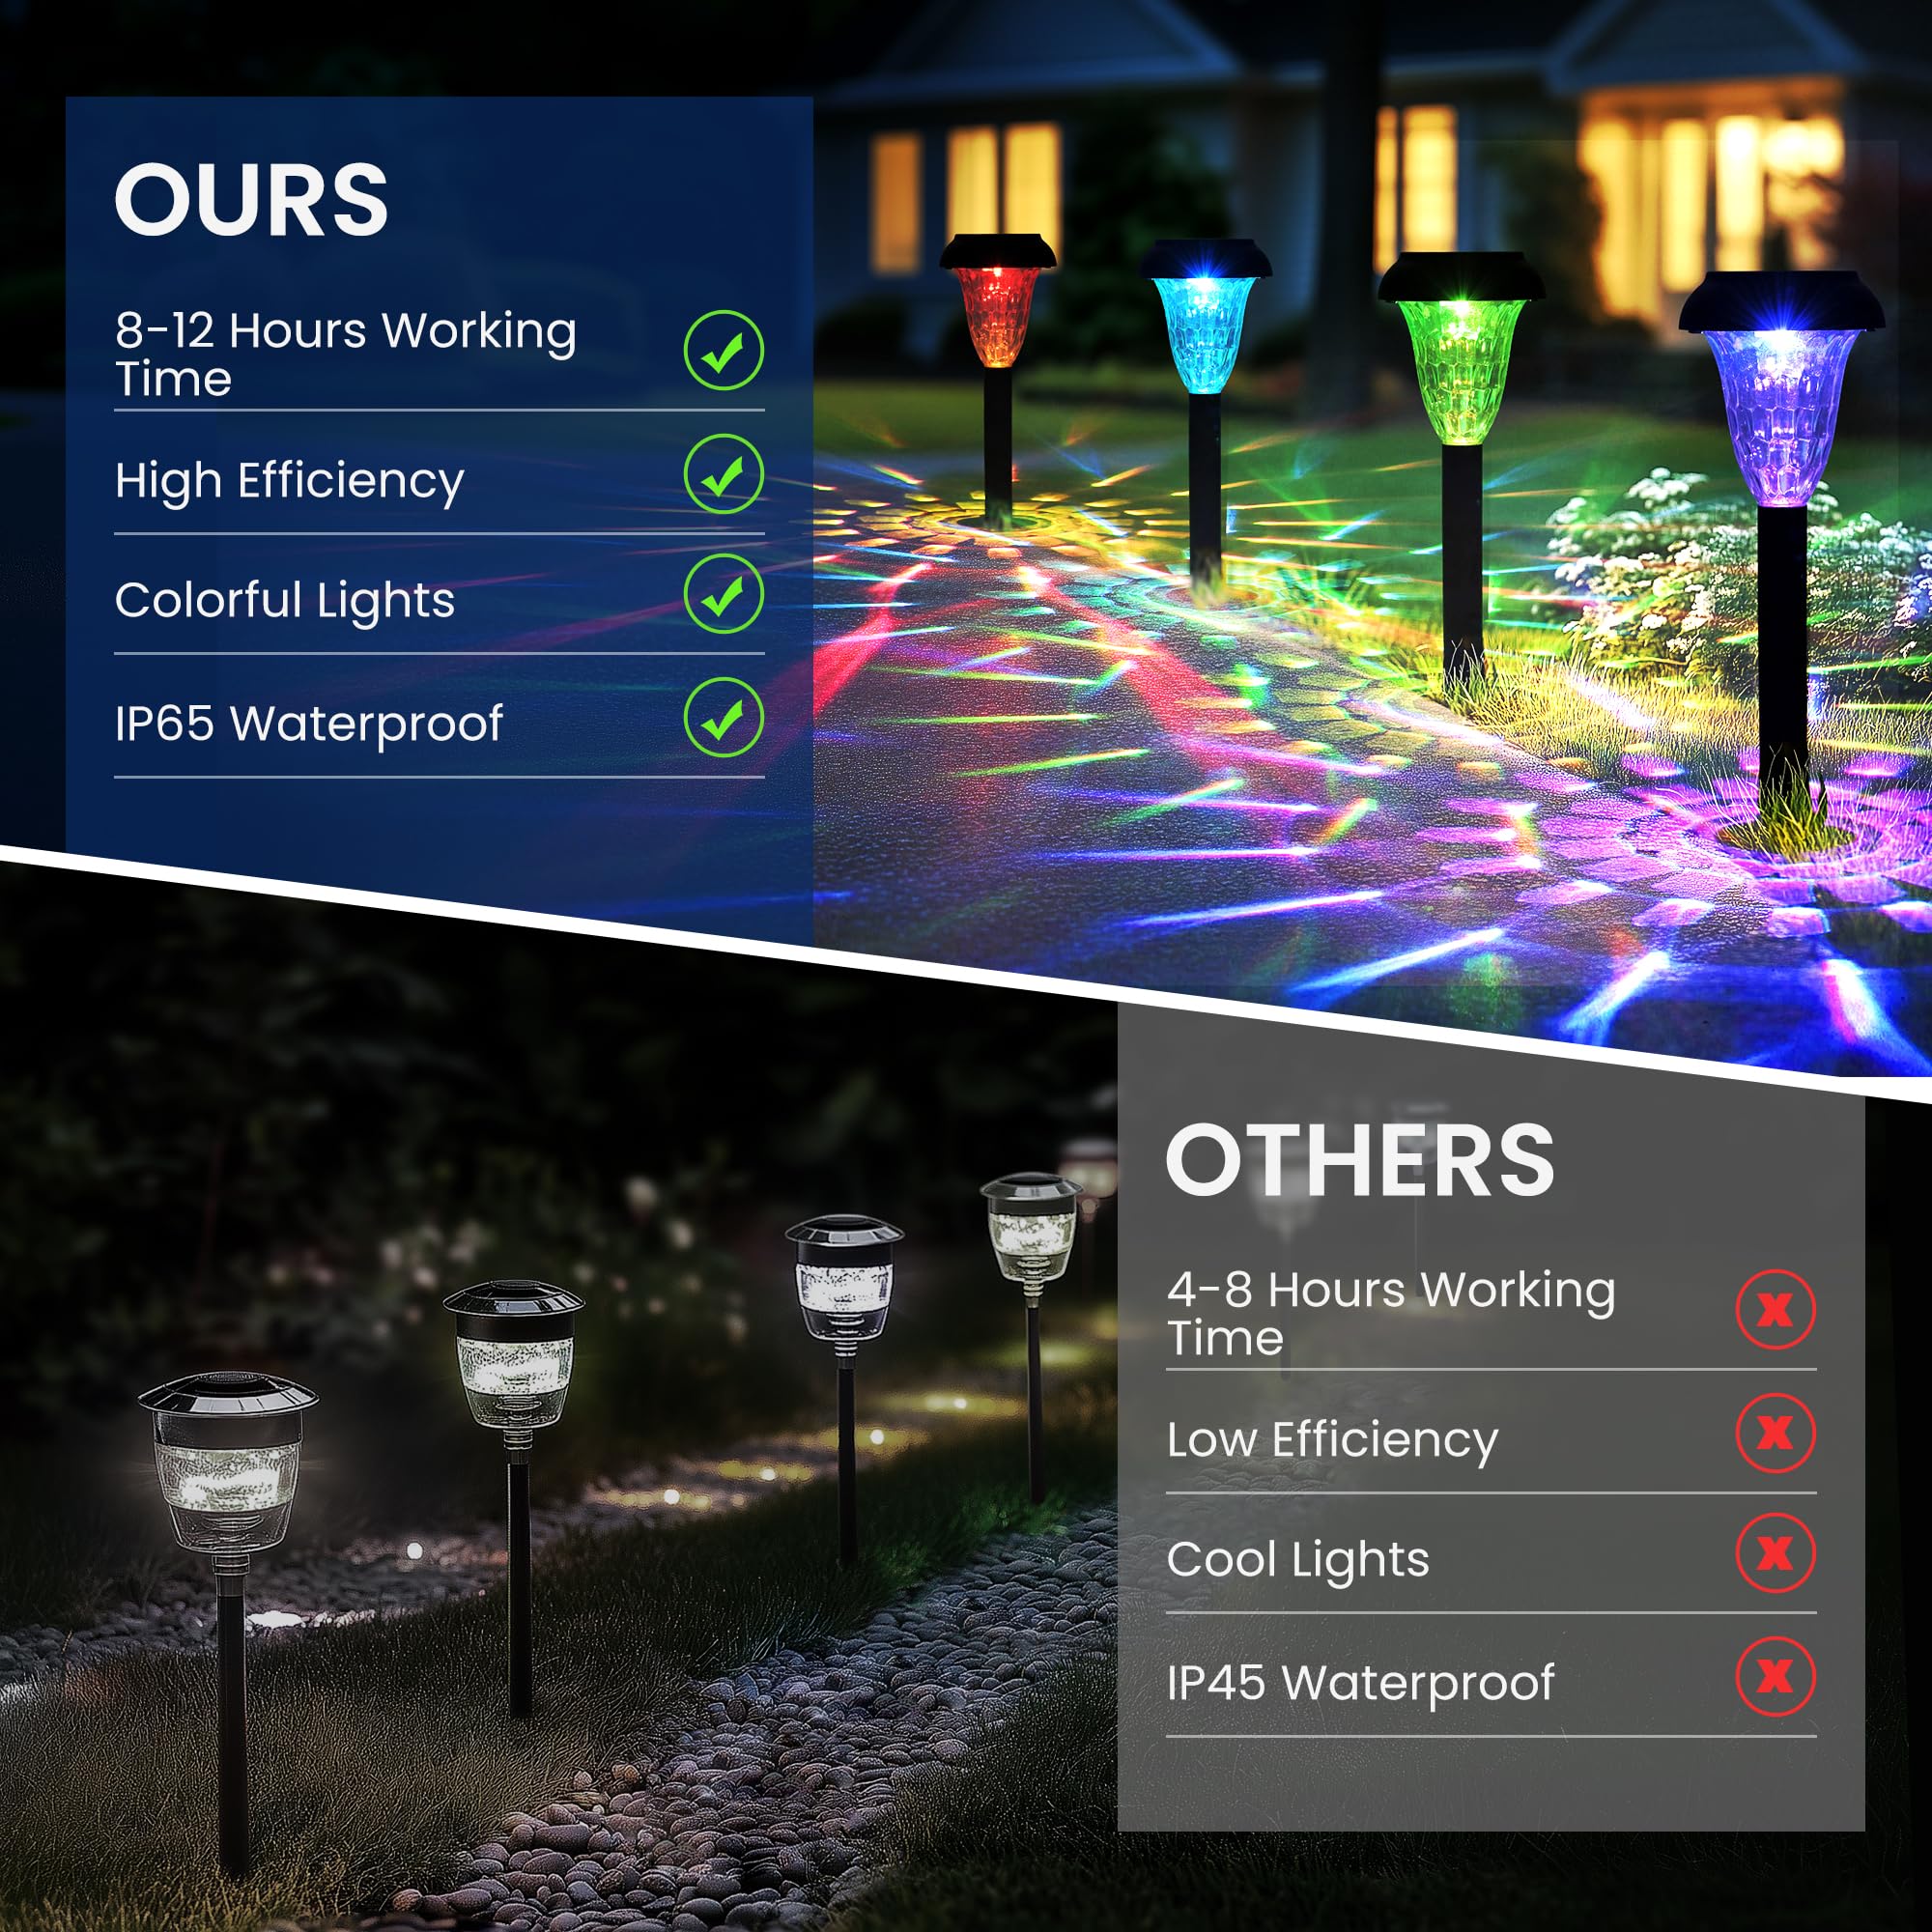 OURS
8-12 Hours Working
Time
High Efficiency
Colorful Lights
IP65 Waterproof
OTHERS
4-8 Hours Working
Time
Low Efficiency
Cool Lights
IP45 Waterproof